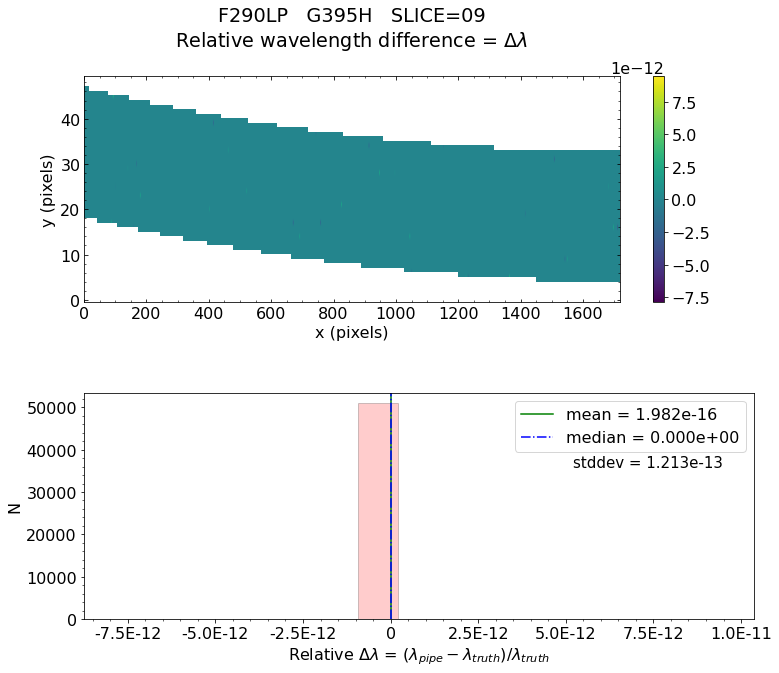 F290LP   G395H   SLICE=09
Relative wavelength difference = Δλ
1e−12
y (pixels)
40
30
20
10
0
0 200 400 600 800 1000 1200 1400 1600
x (pixels)
7.5
5.0
2.5
0.0
−2.5
−5.0
−7.5
N
50000
40000
30000
20000
10000
0
mean = 1.982e-16
median = 0.000e+00
stddev = 1.213e-13
-7.5E-12 -5.0E-12 -2.5E-12 0 2.5E-12 5.0E-12 7.5E-12 1.0E-11
Relative Δλ = (λpipe − λtruth)/λtruth